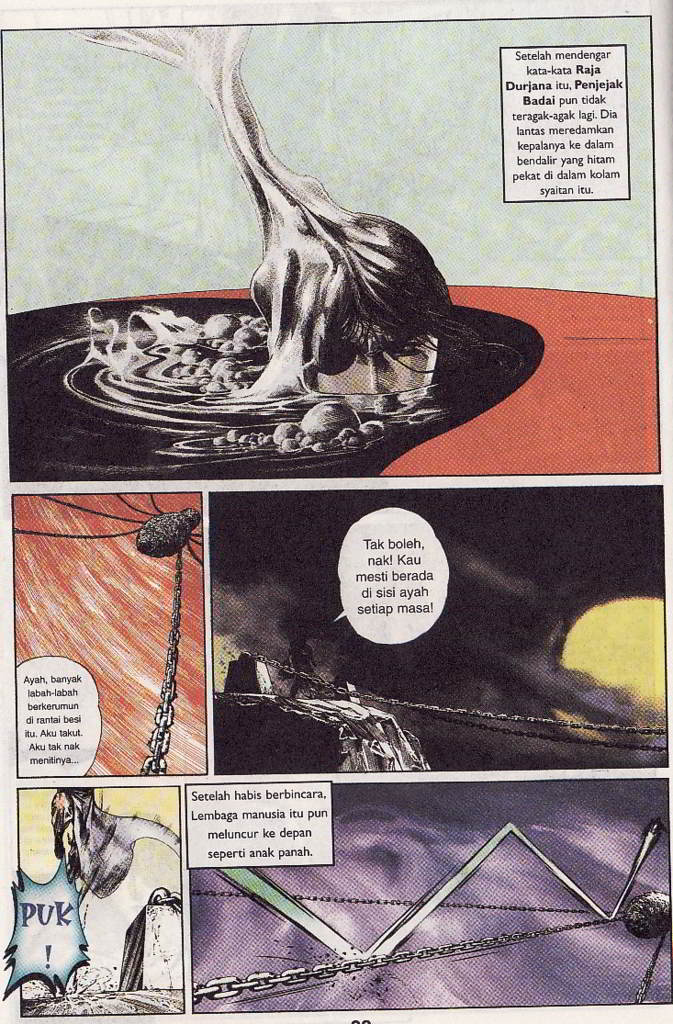 Setelah mendengar
kata-kata Raja
Durjana itu, Penjejak
Badai pun tidak
teragak-agak lagi. Dia
lantas meredamkan
kepalanya ke dalam
bendalir yang hitam
pekat di dalam kolam
syaitan itu.
Ayah, banyak
labah-labah
berkerumun
di rantai besi
itu. Aku takut.
Aku tak nak
menitinya...
Tak boleh,
nak! Kau
mesti berada
di sisi ayah
setiap masa!
PUK
!
Setelah habis berbincara,
Lembaga manusia itu pun
meluncur ke depan
seperti anak panah.